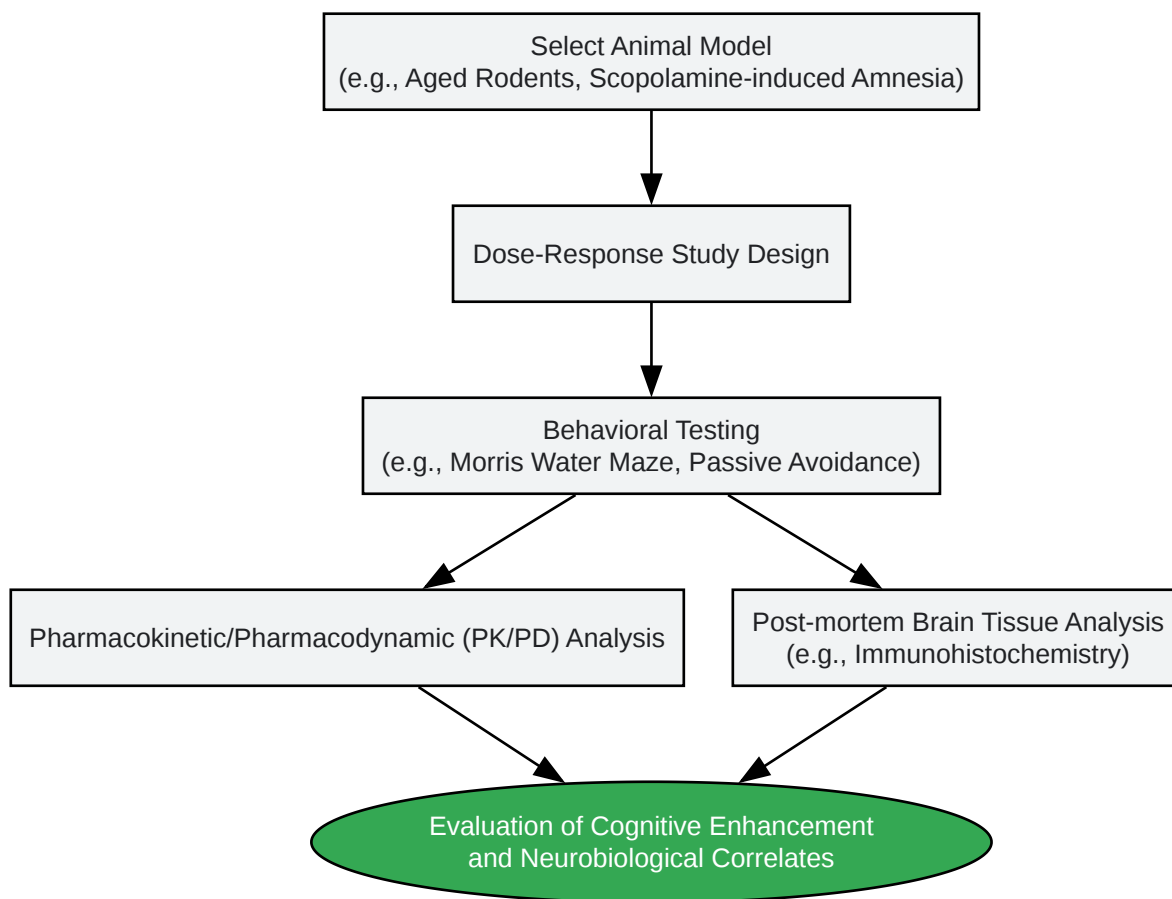 Select Animal Model
(e.g., Aged Rodents, Scopolamine-induced Amnesia)
Dose-Response Study Design
Behavioral Testing
(e.g., Morris Water Maze, Passive Avoidance)
Pharmacokinetic/Pharmacodynamic (PK/PD) Analysis
Post-mortem Brain Tissue Analysis
(e.g., Immunohistochemistry)
Evaluation of Cognitive Enhancement
and Neurobiological Correlates